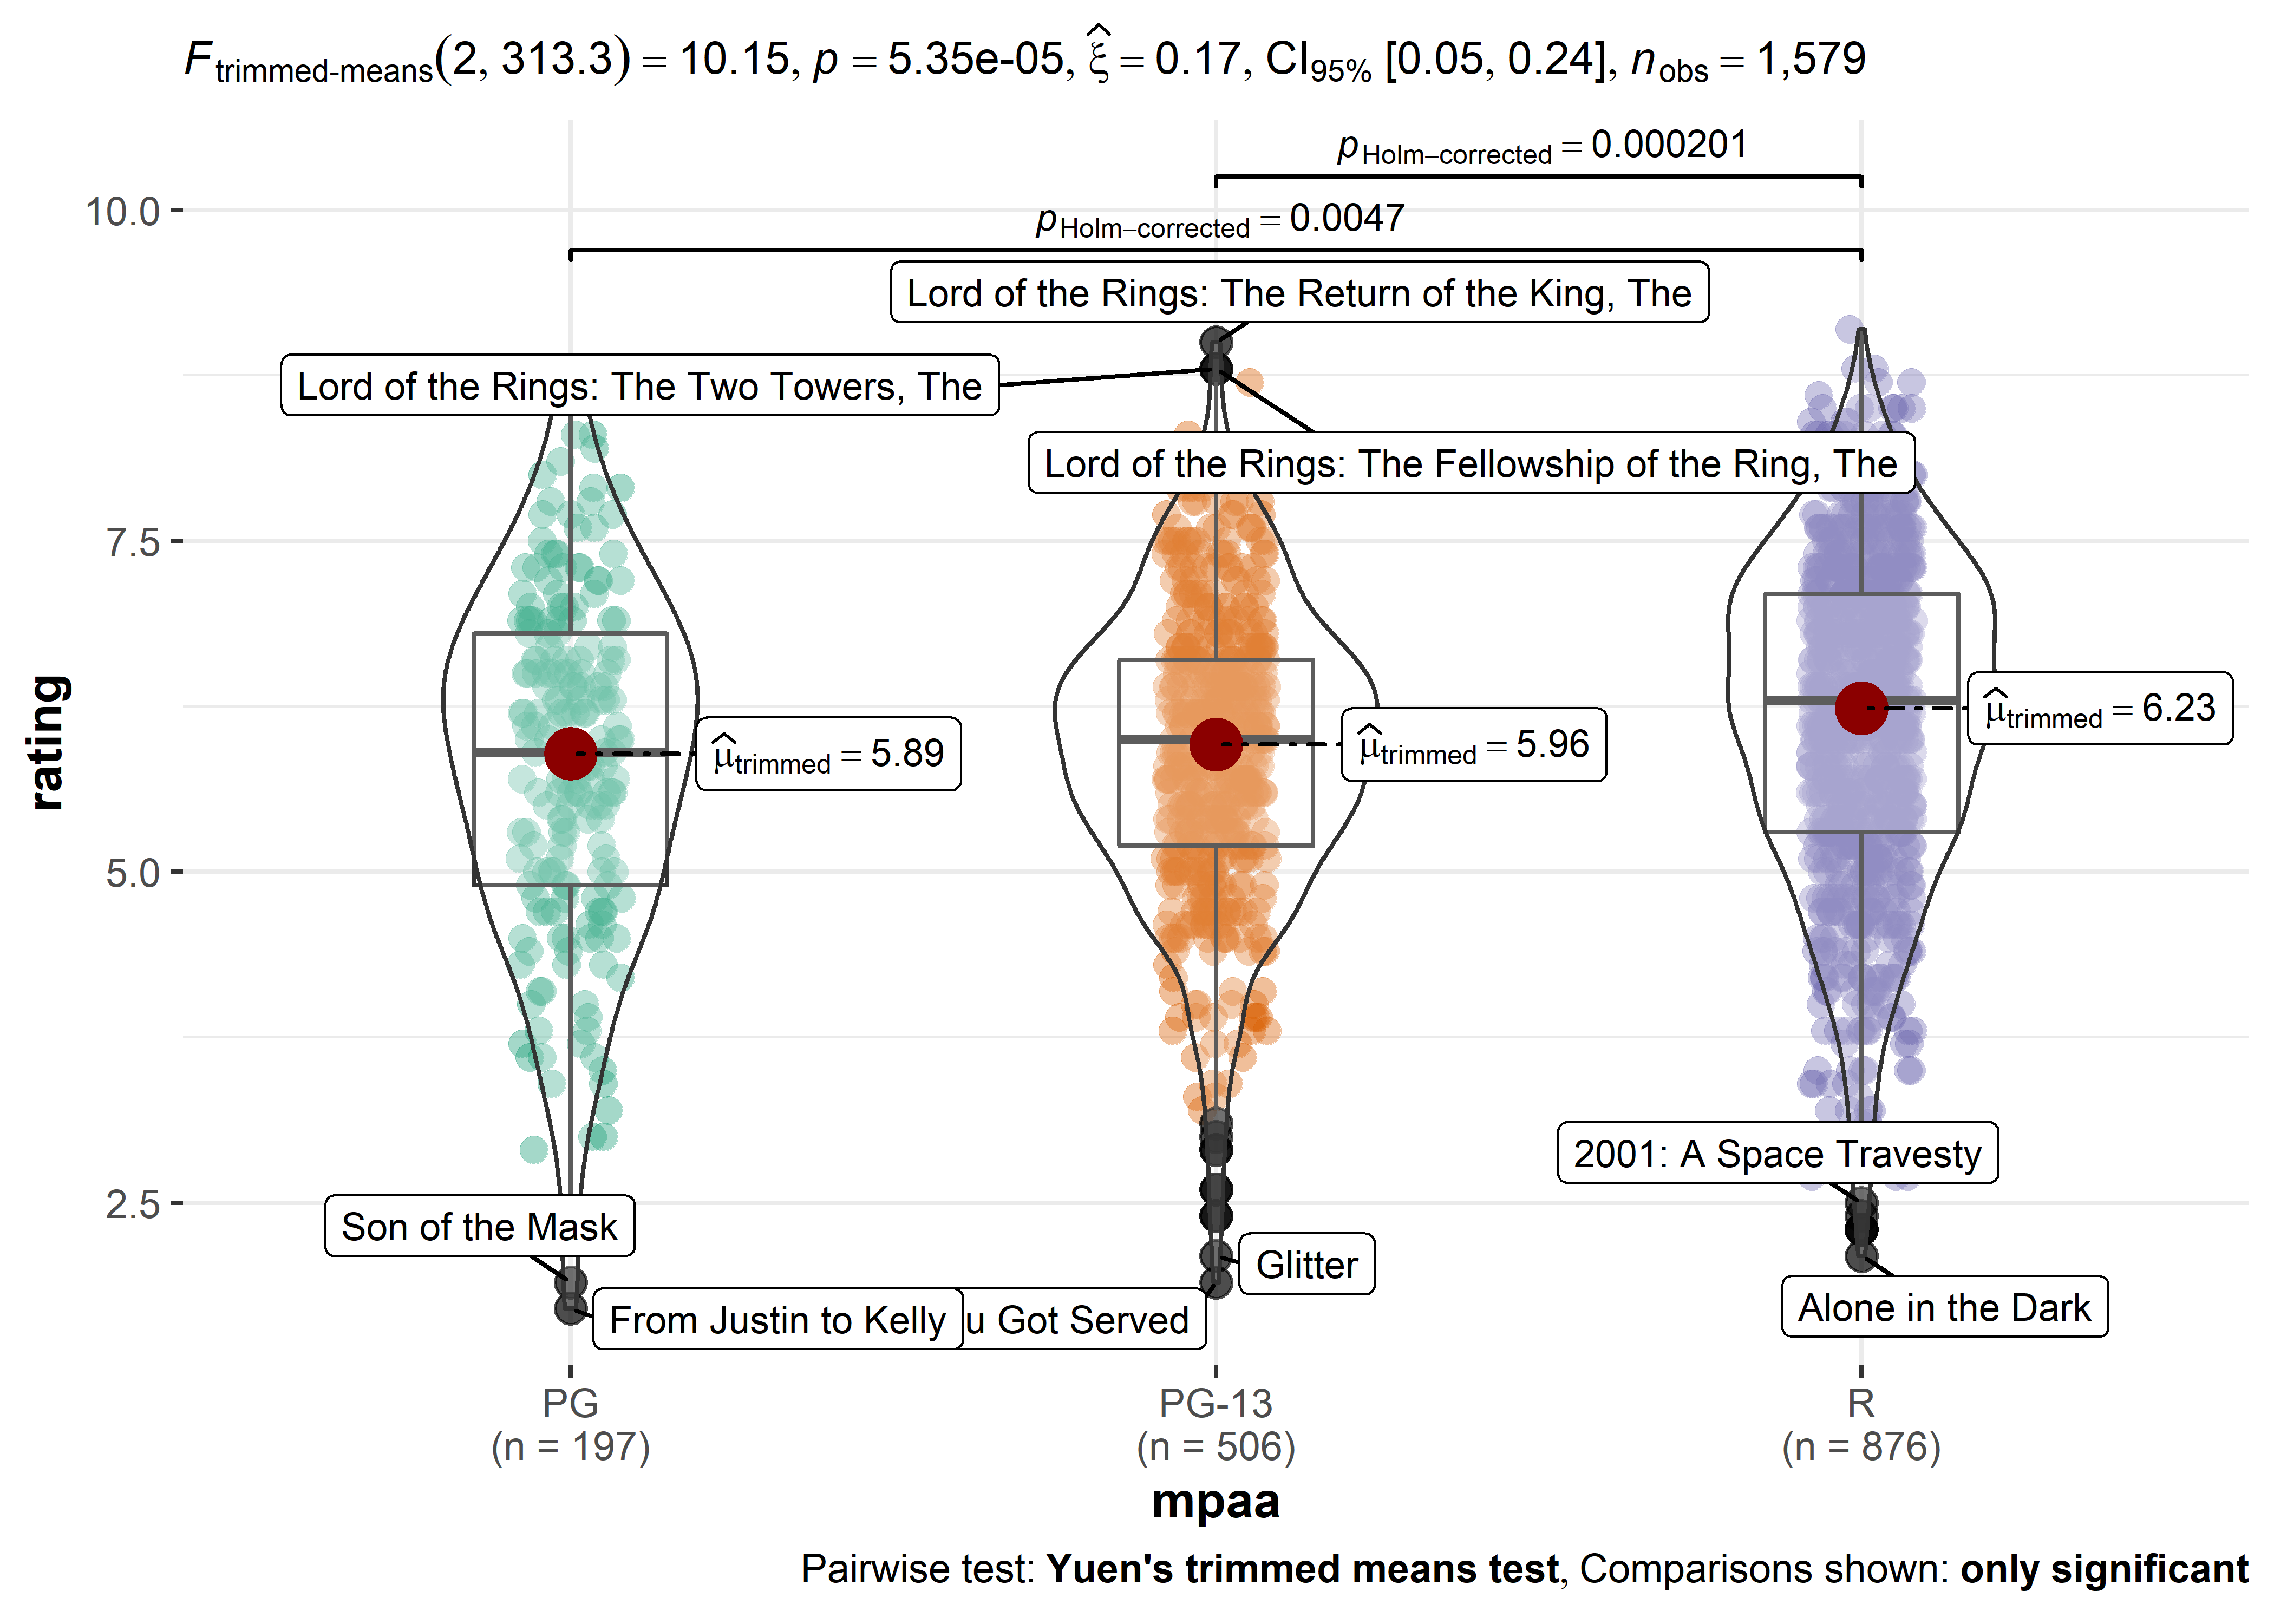 F trimmed-means(2, 313.3) = 10.15, p = 5.35e-05, ξ̂ = 0.17, CI95% [0.05, 0.24], nobs = 1,579
pHolm−corrected = 0.000201
10.0
pHolm−corrected = 0.0047
Lord of the Rings: The Return of the King, The
Lord of the Rings: The Two Towers, The
Lord of the Rings: The Fellowship of the Ring, The
7.5
rating
μ̂trimmed = 5.89
μ̂trimmed = 5.96
μ̂trimmed = 6.23
5.0
2001: A Space Travesty
2.5
Son of the Mask
Glitter
From Justin to Kelly
u Got Served
Alone in the Dark
PG
(n = 197)
PG-13
(n = 506)
R
(n = 876)
mpaa
Pairwise test: Yuen's trimmed means test, Comparisons shown: only significant